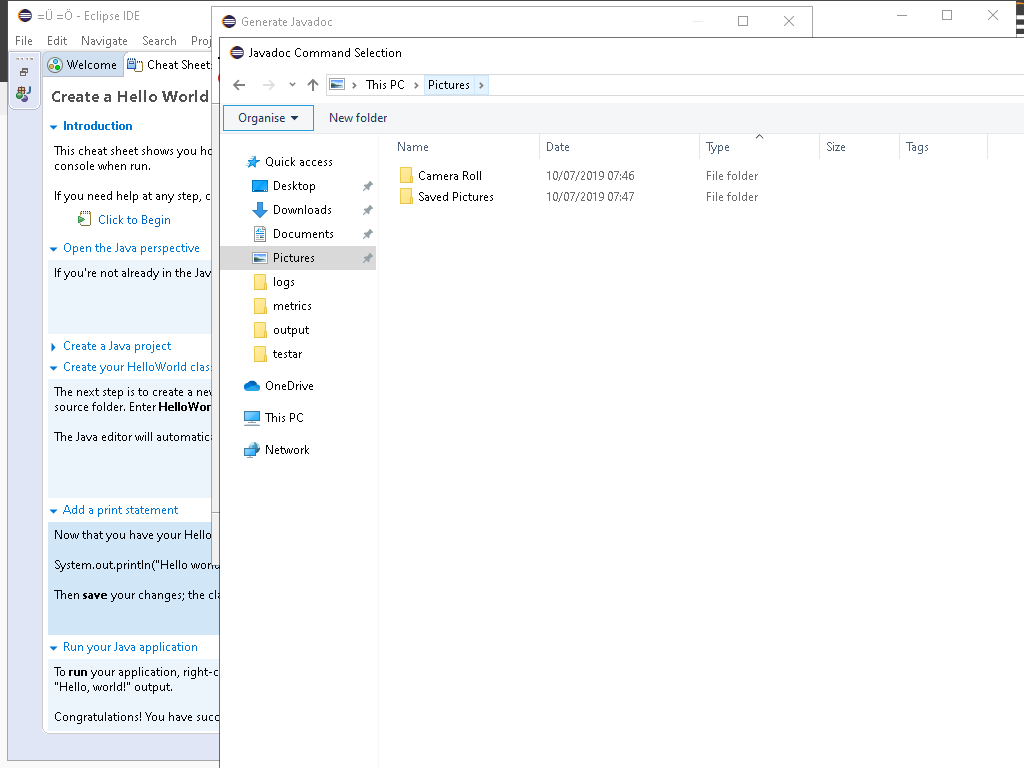 =Ü =Ö - Eclipse IDE
File Edit Navigate Search Proj
Welcome
Cheat Sheets
Create a Hello World
Introduction
This cheat sheet shows you ho
console when run.
If you need help at any step, c
Click to Begin
Open the Java perspective
If you're not already in the Jav
Create a Java project
Create your HelloWorld clas
The next step is to create a nev
source folder. Enter HelloWor
The Java editor will automatica
Add a print statement
Now that you have your Hello
System.out.println("Hello world
Then save your changes; the cla
Run your Java application
To run your application, right-c
"Hello, world!" output.
Congratulations! You have succ
Generate Javadoc
Javadoc Command Selection
This PC
Pictures
Organise
New folder
Quick access
Desktop
Downloads
Documents
Pictures
logs
metrics
output
testar
OneDrive
This PC
Network
Name Date Type Size Tags
Camera Roll 10/07/2019 07:46 File folder
Saved Pictures 10/07/2019 07:47 File folder